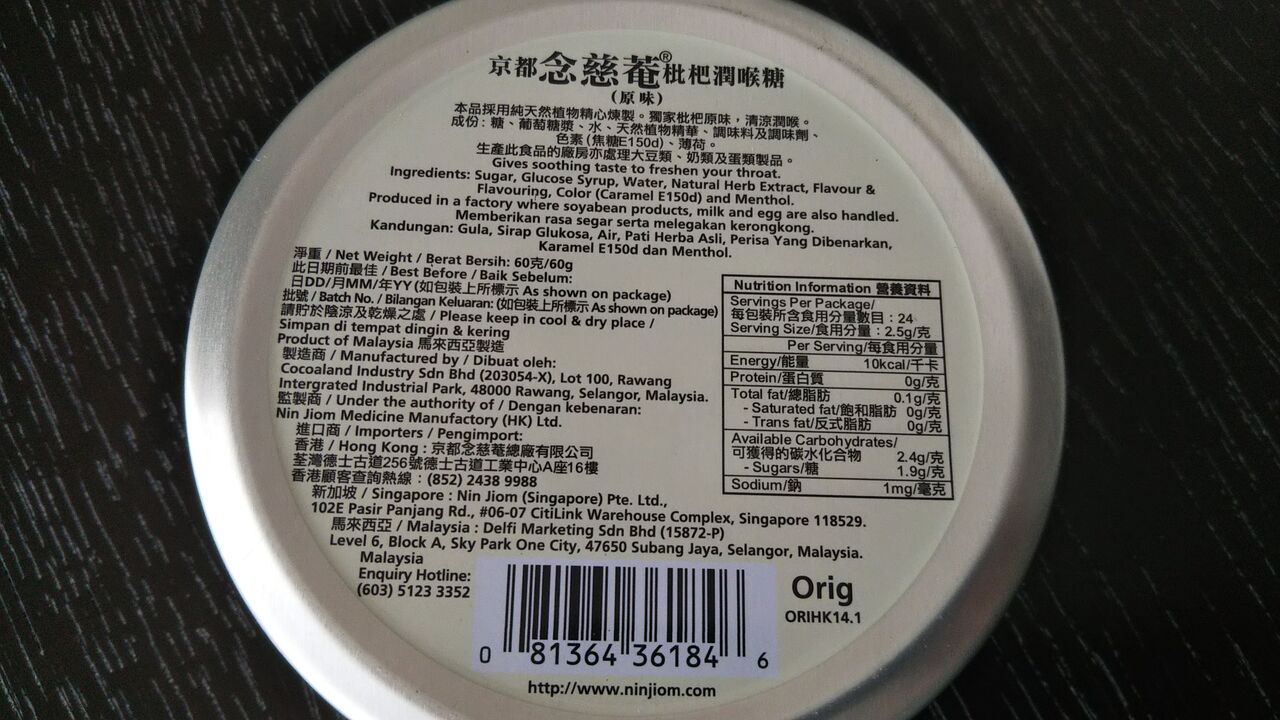 京都念慈菴®枇杷潤喉糖
(原味)
本品採用純天然植物精心煉製。獨家枇杷原味，清涼潤喉。
成份：糖、葡萄糖漿、水、天然植物精華、調味料及調味劑、
色素(焦糖E150d)、薄荷。
生產此食品的廠房亦處理大豆類、奶類及蛋類製品。
Gives soothing taste to freshen your throat.
Ingredients: Sugar, Glucose Syrup, Water, Natural Herb Extract, Flavour &
Flavouring, Color (Caramel E150d) and Menthol.
Produced in a factory where soyabean products, milk and egg are also handled.
Memberikan rasa segar serta melegakan kerongkong.
Kandungan: Gula, Sirap Glukosa, Air, Pati Herba Asli, Perisa Yang Dibenarkan,
Karamel E150d dan Menthol.
淨重 / Net Weight / Berat Bersih: 60克/60g
此日期前最佳 / Best Before / Baik Sebelum:
日DD/月MM/年YY (如包裝上所標示 As shown on package)
批號 / Batch No. / Bilangan Keluaran: (如包裝上所標示 As shown on package)
請貯於陰涼及乾燥之處 / Please keep in cool & dry place /
Simpan di tempat dingin & kering
Product of Malaysia 馬來西亞製造
製造商 / Manufactured by / Dibuat oleh:
Cocoaland Industry Sdn Bhd (203054-X), Lot 100, Rawang
Intergrated Industrial Park, 48000 Rawang, Selangor, Malaysia.
監製商 / Under the authority of / Dengan kebenaran:
Nin Jiom Medicine Manufactory (HK) Ltd.
進口商 / Importers / Pengimport:
香港 / Hong Kong : 京都念慈菴總廠有限公司
荃灣德士古道256號德士古道工業中心A座16樓
香港顧客查詢熱線：(852) 2438 9988
新加坡 / Singapore : Nin Jiom (Singapore) Pte. Ltd.,
102E Pasir Panjang Rd., #06-07 CitiLink Warehouse Complex, Singapore 118529.
馬來西亞 / Malaysia : Delfi Marketing Sdn Bhd (15872-P)
Level 6, Block A, Sky Park One City, 47650 Subang Jaya, Selangor, Malaysia.
Malaysia
Enquiry Hotline:
(603) 5123 3352
Nutrition Information 營養資料
Servings Per Package/
每包裝所含食用分量數目：24
Serving Size/食用分量：2.5g/克
Per Serving/每食用分量
Energy/能量 10kcal/千卡
Protein/蛋白質 0g/克
Total fat/總脂肪 0.1g/克
- Saturated fat/飽和脂肪 0g/克
- Trans fat/反式脂肪 0g/克
Available Carbohydrates/
可獲得的碳水化合物 2.4g/克
- Sugars/糖 1.9g/克
Sodium/鈉 1mg/毫克
Orig
ORIHK14.1
0 81364 36184 6
http://www.ninjiom.com